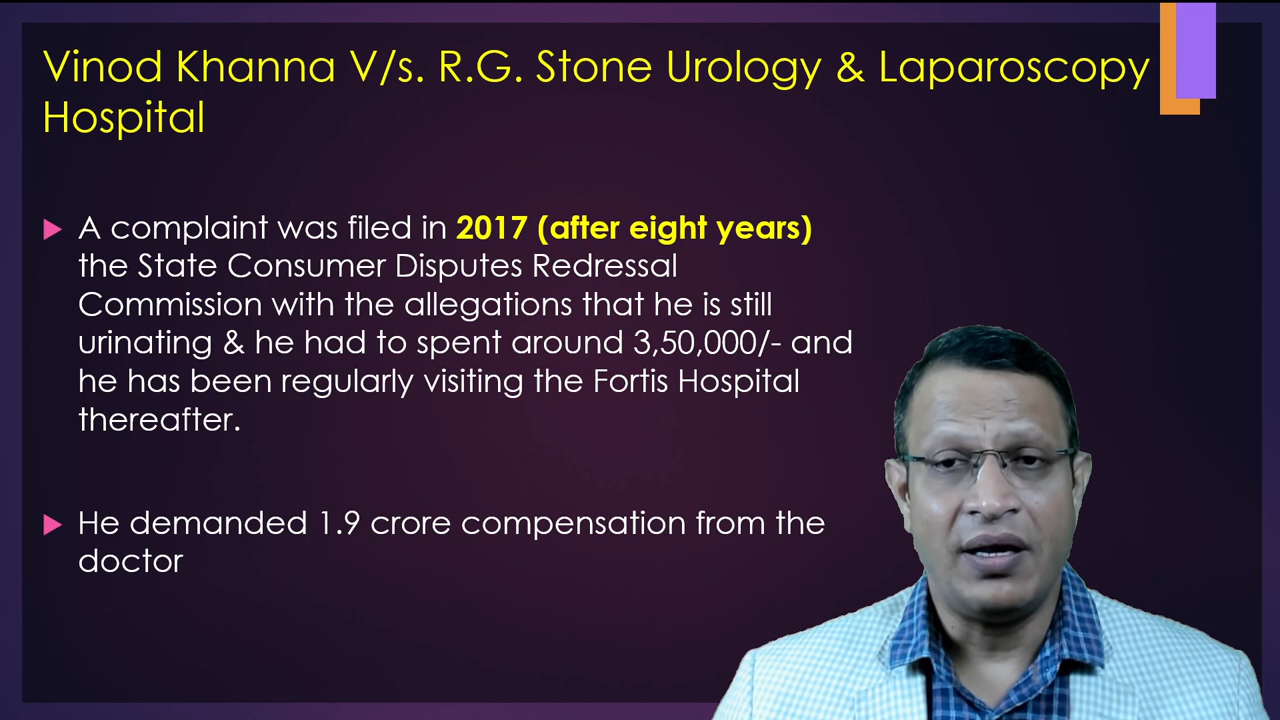 Vinod Khanna V/s. R.G. Stone Urology & Laparoscopy
Hospital
A complaint was filed in 2017 (after eight years)
the State Consumer Disputes Redressal
Commission with the allegations that he is still
urinating & he had to spent around 3,50,000/- and
he has been regularly visiting the Fortis Hospital
thereafter.
He demanded 1.9 crore compensation from the
doctor